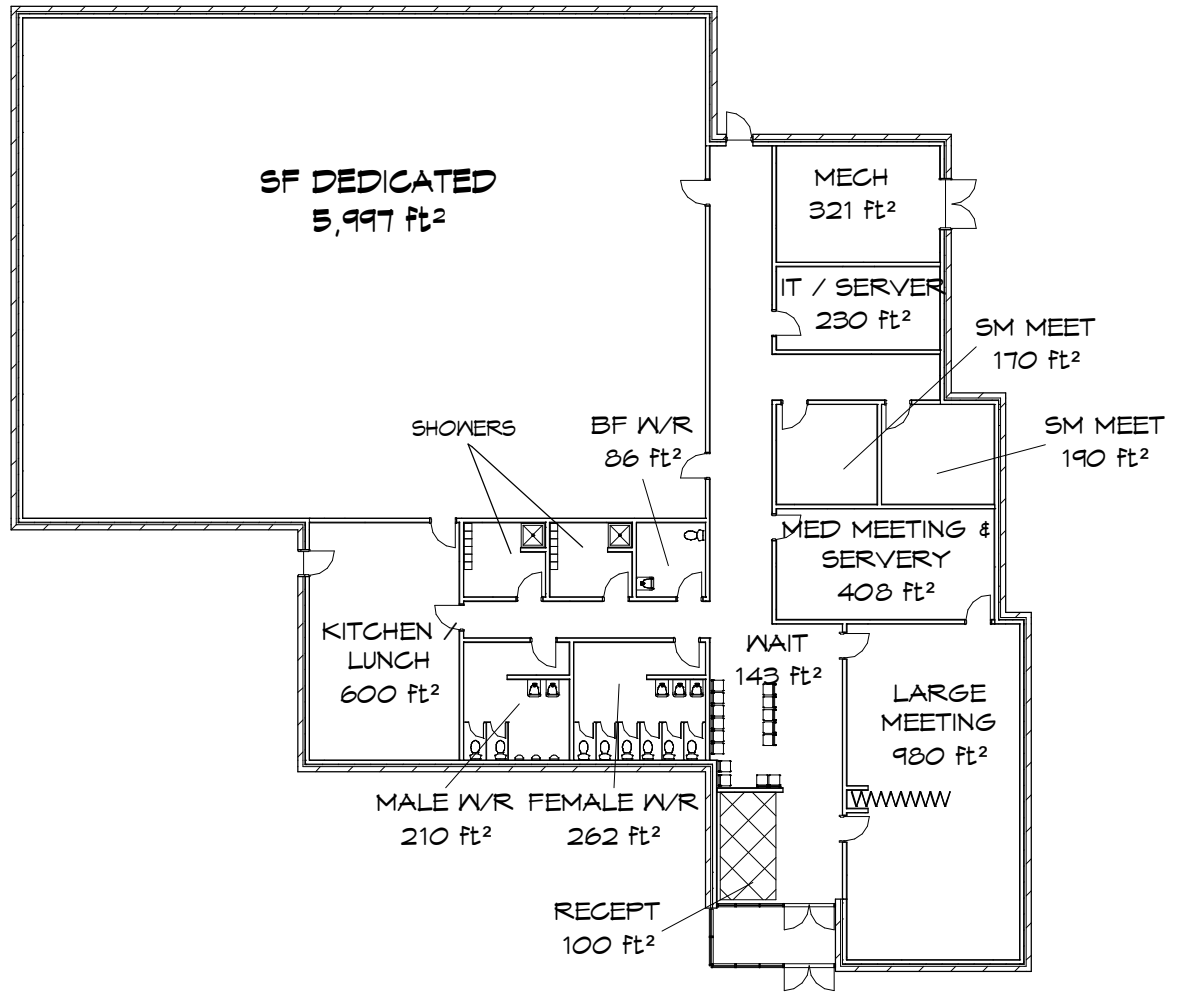 SF DEDICATED
5,997 ft²
MECH
321 ft²
IT / SERVER
230 ft²
SM MEET
170 ft²
SM MEET
190 ft²
SHOWERS
BF W/R
86 ft²
MED MEETING &
SERVERY
408 ft²
KITCHEN /
LUNCH
600 ft²
WAIT
143 ft²
LARGE
MEETING
980 ft²
MALE W/R
210 ft²
FEMALE W/R
262 ft²
RECEPT
100 ft²